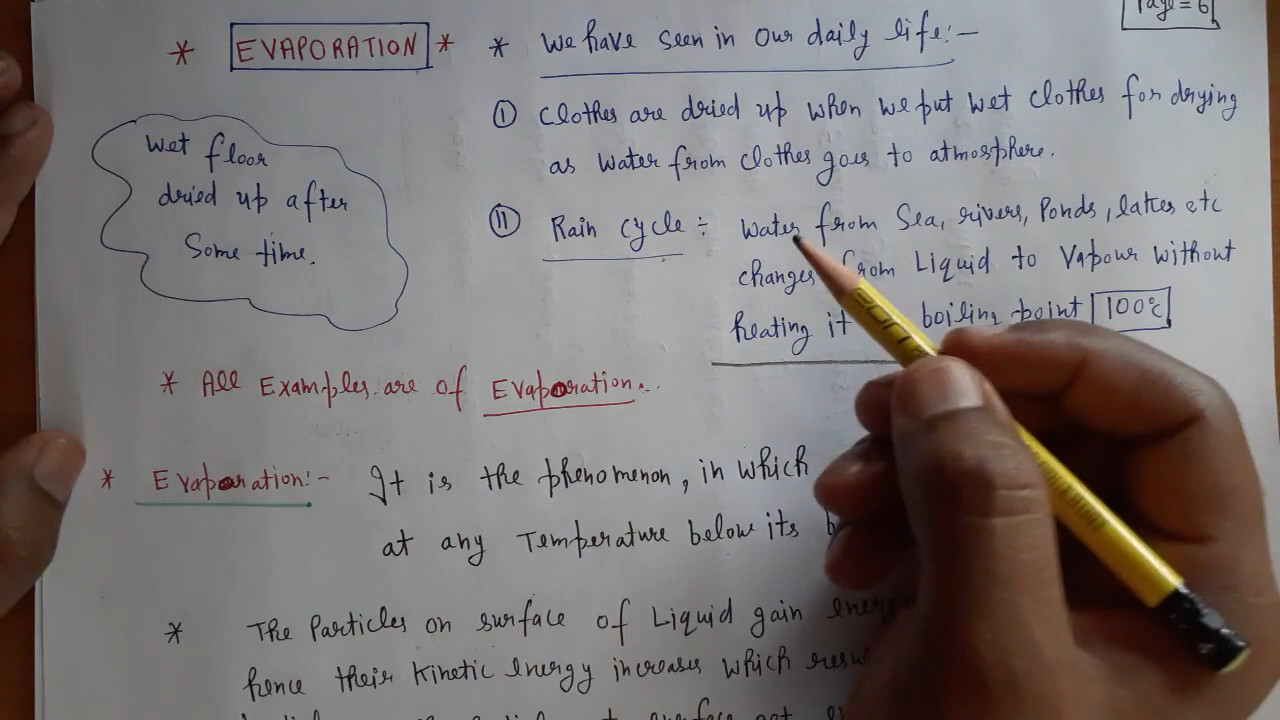 Page = 6
* EVAPORATION *
* We have seen in our daily life:-
I Clothes are dried up when we put wet clothes for drying
as water from clothes goes to atmosphere.
Wet floor
dried up after
Some time.
II Rain Cycle ÷ Water from Sea, rivers, Ponds, lakes etc
changes from Liquid to Vapour without
heating it boiling point 100°C
* All Examples are of Evaporation.
* Evaporation:- It is the phenomenon, in which
at any Temperature below its
* The Particles on surface of Liquid gain
hence their Kinetic energy increases which